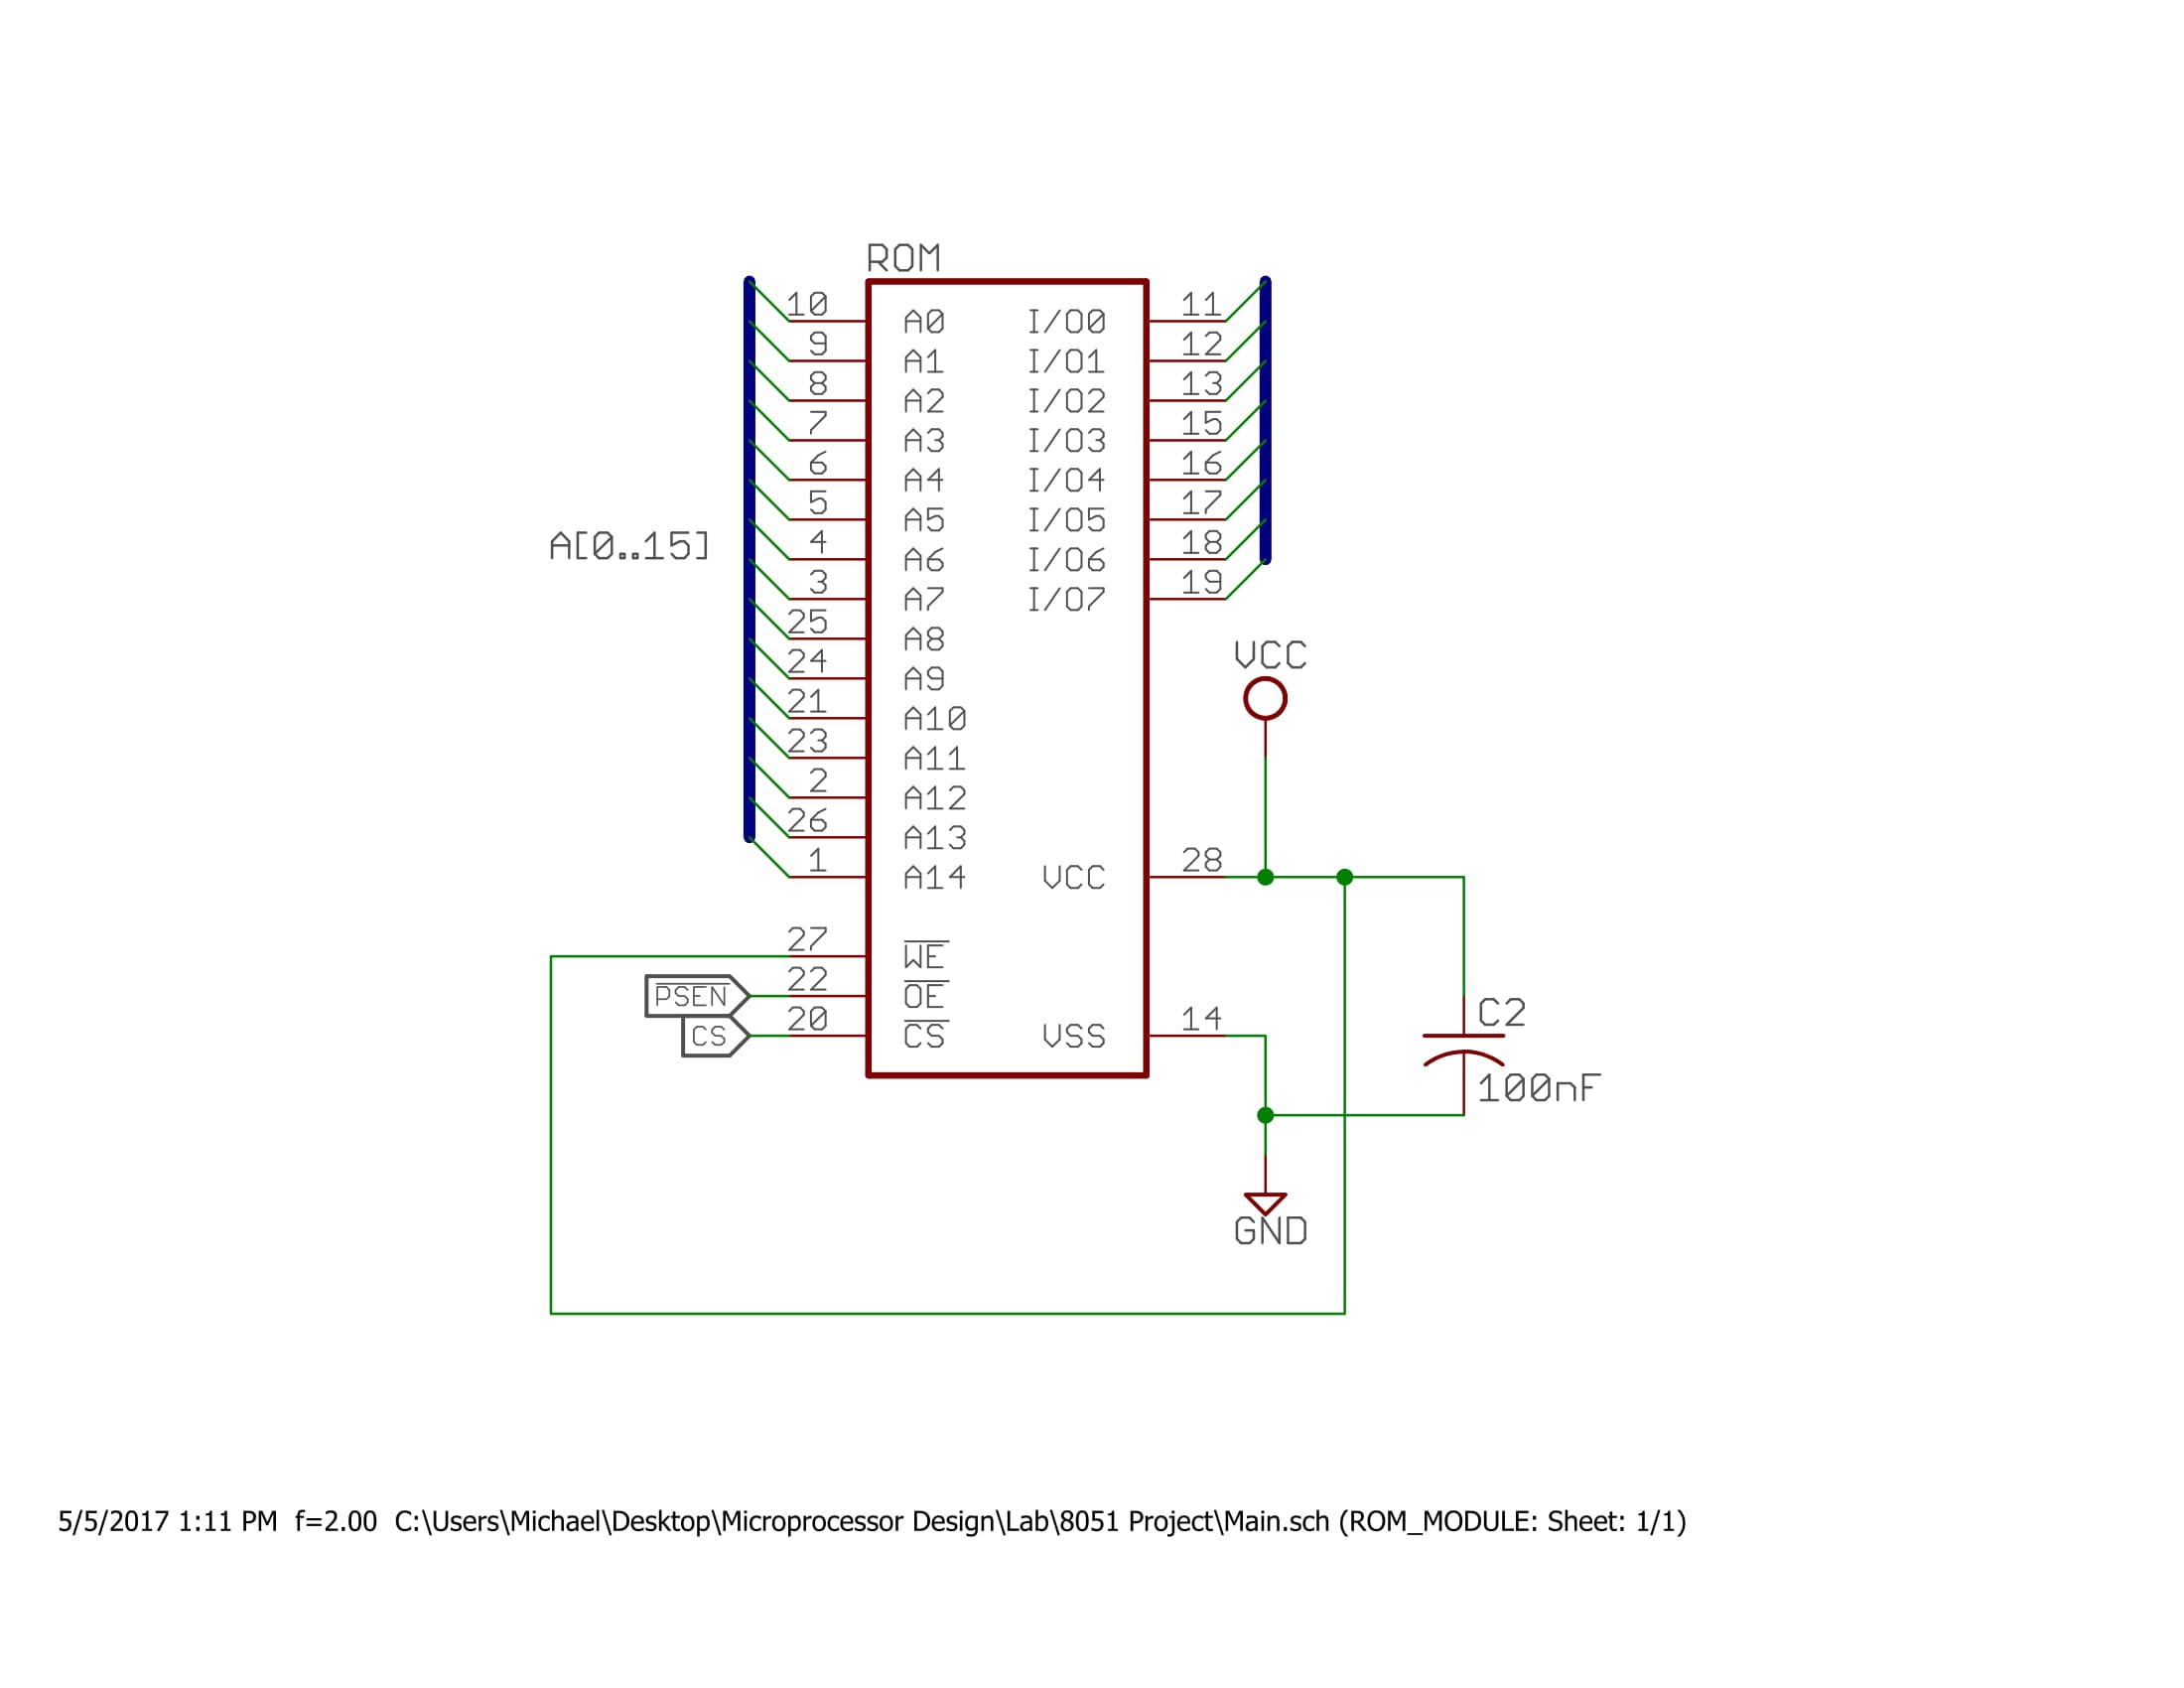 ROM
10 A0 I/O0 11
9 A1 I/O1 12
8 A2 I/O2 13
7 A3 I/O3 15
6 A4 I/O4 16
5 A5 I/O5 17
A[0..15]
4 A6 I/O6 18
3 A7 I/O7 19
25 A8
VCC
24 A9
21 A10
23 A11
2 A12
26 A13
1 A14 VCC 28
27 WE
PSEN 22 OE
CS 20 CS VSS 14
C2
100nF
GND
5/5/2017 1:11 PM f=2.00 C:\Users\Michael\Desktop\Microprocessor Design\Lab\8051 Project\Main.sch (ROM_MODULE: Sheet: 1/1)